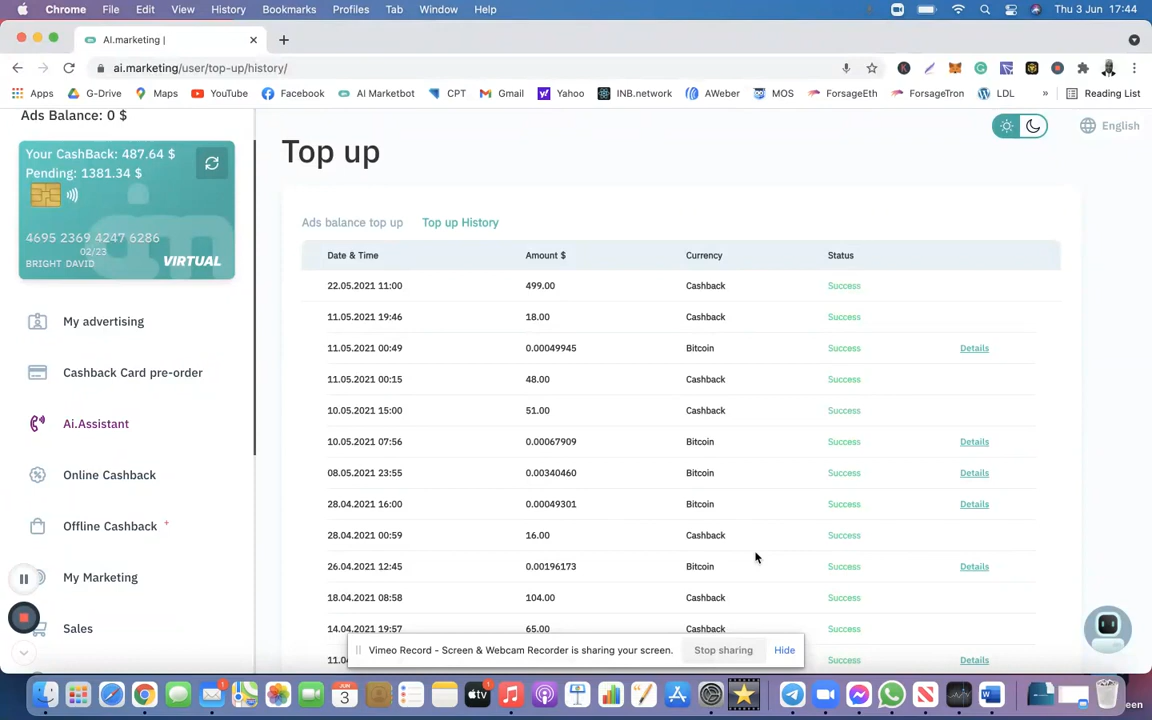 Chrome File Edit View History Bookmarks Profiles Tab Window Help Thu 3 Jun 17:44
AI.marketing |
ai.marketing/user/top-up/history/
Apps G-Drive Maps YouTube Facebook AI Marketbot CPT Gmail Yahoo INB.network AWeber MOS ForsageEth ForsageTron LDL » Reading List
Ads Balance: 0 $
English
Your CashBack: 487.64 $
Pending: 1381.34 $
4695 2369 4247 6286
02/23
BRIGHT DAVID
VIRTUAL
My advertising
Cashback Card pre-order
Ai.Assistant
Online Cashback
Offline Cashback *
My Marketing
Sales
Top up
Ads balance top up Top up History
Date & Time Amount $ Currency Status
22.05.2021 11:00 499.00 Cashback Success
11.05.2021 19:46 18.00 Cashback Success
11.05.2021 00:49 0.00049945 Bitcoin Success Details
11.05.2021 00:15 48.00 Cashback Success
10.05.2021 15:00 51.00 Cashback Success
10.05.2021 07:56 0.00067909 Bitcoin Success Details
08.05.2021 23:55 0.00340460 Bitcoin Success Details
28.04.2021 16:00 0.00049301 Bitcoin Success Details
28.04.2021 00:59 16.00 Cashback Success
26.04.2021 12:45 0.00196173 Bitcoin Success Details
18.04.2021 08:58 104.00 Cashback Success
14.04.2021 19:57 65.00 Cashback Success
11.0 Success Details
Vimeo Record - Screen & Webcam Recorder is sharing your screen. Stop sharing Hide
JUN
3
tv
1
1